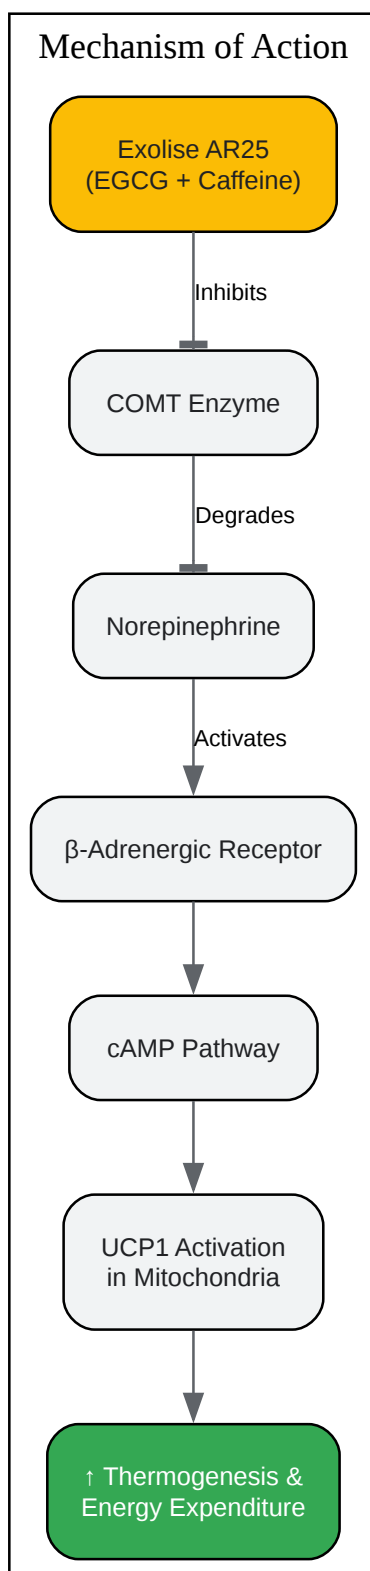 Mechanism of Action
Exolise AR25
(EGCG + Caffeine)
Inhibits
COMT Enzyme
Degrades
Norepinephrine
Activates
β-Adrenergic Receptor
cAMP Pathway
UCP1 Activation
in Mitochondria
↑ Thermogenesis &
Energy Expenditure